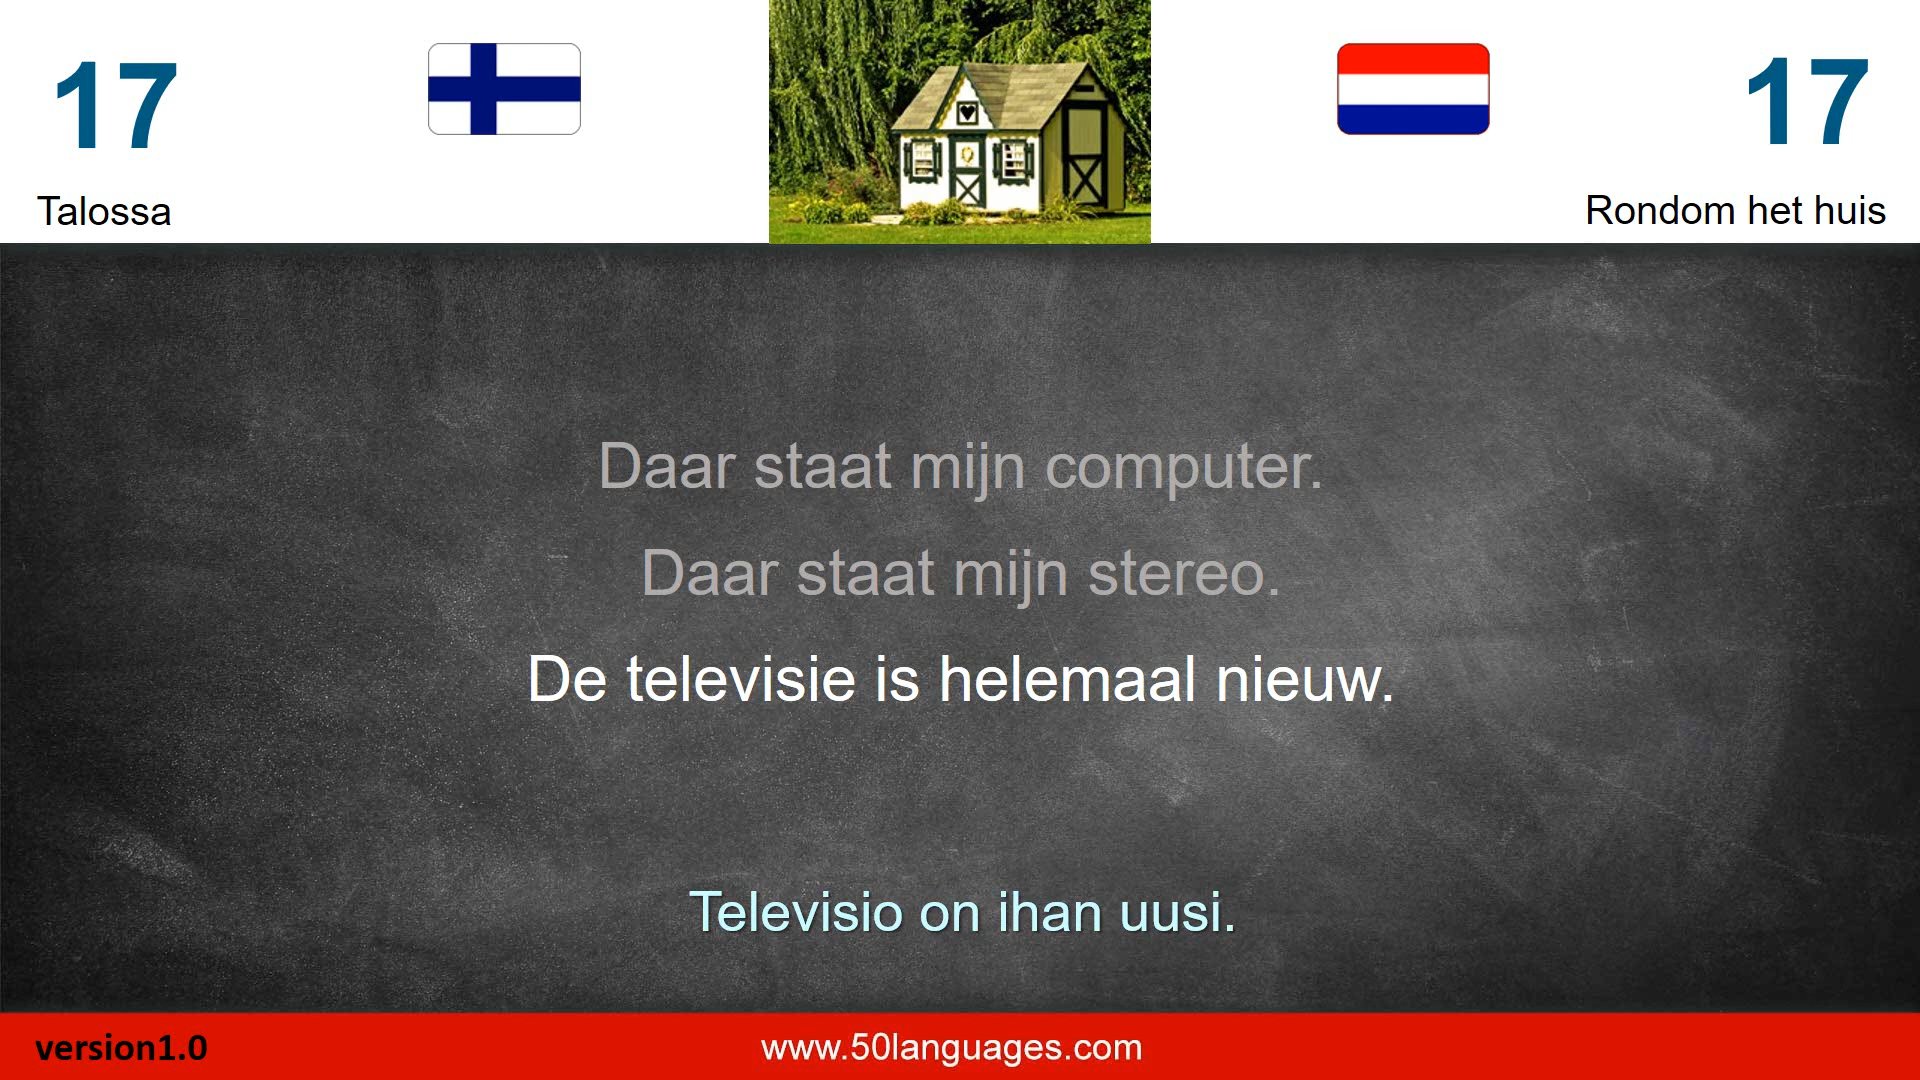 17
17
Talossa
Rondom het huis
Daar staat mijn computer.
Daar staat mijn stereo.
De televisie is helemaal nieuw.
Televisio on ihan uusi.
version1.0
www.50languages.com